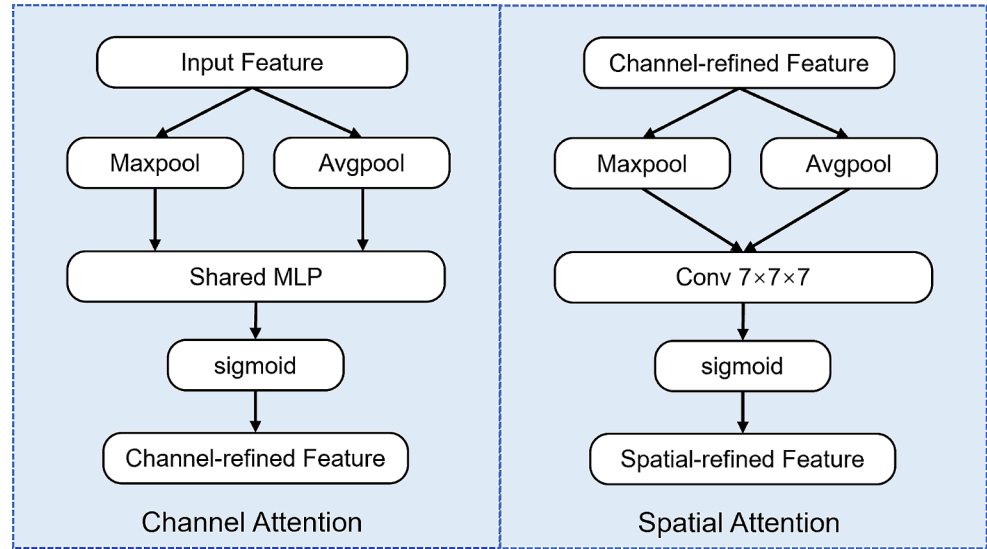 Input Feature
Maxpool
Avgpool
Shared MLP
sigmoid
Channel-refined Feature
Channel Attention
Channel-refined Feature
Maxpool
Avgpool
Conv 7×7×7
sigmoid
Spatial-refined Feature
Spatial Attention